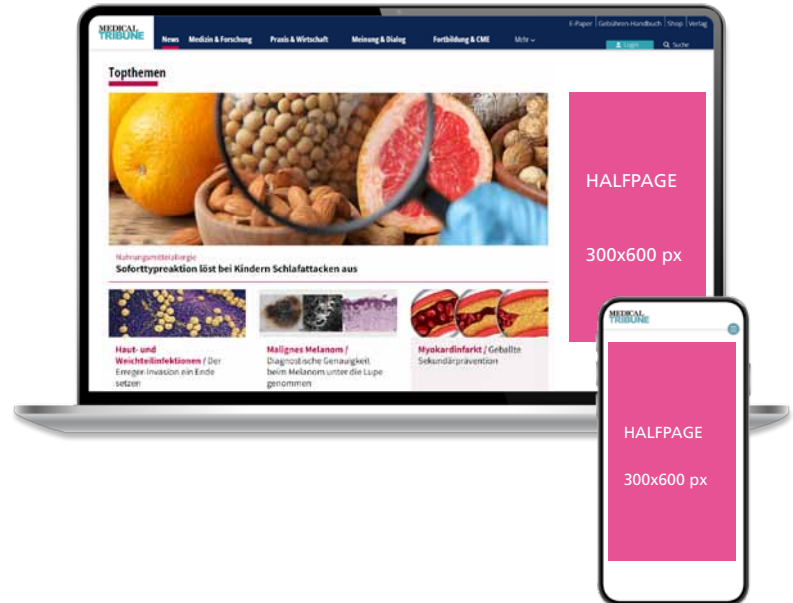 E-Paper | Gebühren-Handbuch | Shop | Verlag
MEDICAL
TRIBUNE
News Medizin & Forschung Praxis & Wirtschaft Meinung & Dialog Fortbildung & CME Mehr
Login Suche
Topthemen
HALFPAGE
300x600 px
Nahrungsmittelallergie
Soforttypreaktion löst bei Kindern Schlafattacken aus
Haut- und
Weichteilinfektionen / Der
Erreger-Invasion ein Ende
setzen
Malignes Melanom /
Diagnostische Genauigkeit
beim Melanom unter die Lupe
genommen
Myokardinfarkt / Geballte
Sekundärprävention
MEDICAL
TRIBUNE
HALFPAGE
300x600 px